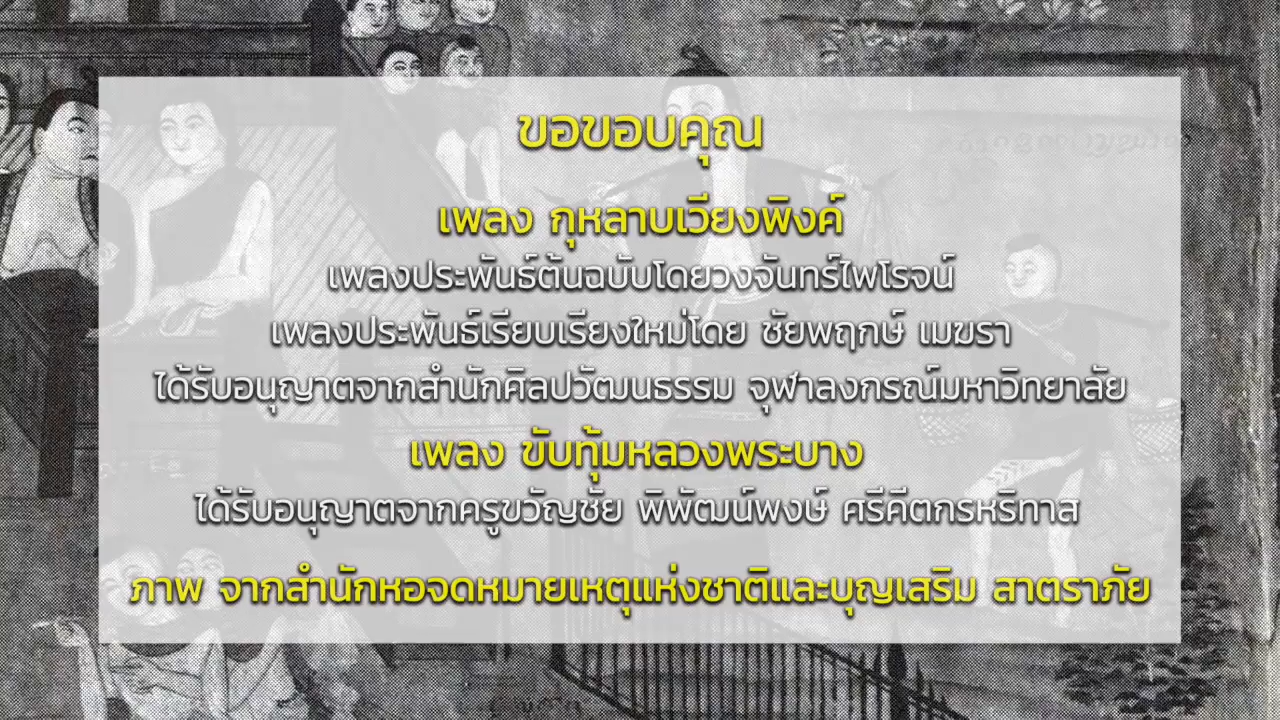 ขอขอบคุณ
เพลง กุหลาบเวียงพิงค์
เพลงประพันธ์ต้นฉบับโดยวงจันทร์ไพโรจน์
เพลงประพันธ์เรียบเรียงใหม่โดย ชัยพฤกษ์ เมฆรา
ได้รับอนุญาตจากสำนักศิลปวัฒนธรรม จุฬาลงกรณ์มหาวิทยาลัย
เพลง ขับทุ้มหลวงพระบาง
ได้รับอนุญาตจากครูขวัญชัย พิพัฒน์พงษ์ ศรีคีตกรหริทาส
ภาพ จากสำนักหอจดหมายเหตุแห่งชาติและบุญเสริม สาตราภัย